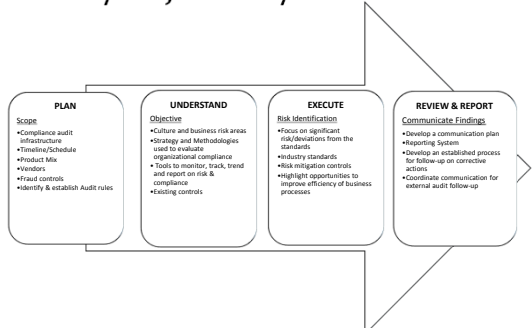 PLAN
Scope
•Compliance audit
infrastructure
•Timeline/Schedule
•Product Mix
•Vendors
•Fraud controls
•Identify & establish Audit rules
UNDERSTAND
Objective
•Culture and business risk areas
•Strategy and Methodologies
used to evaluate
organizational compliance
• Tools to monitor, track, trend
and report on risk &
compliance
•Existing controls
EXECUTE
Risk Identification
•Focus on significant
risk/deviations from the
standards
•Industry standards
•Risk mitigation controls
•Highlight opportunities to
improve efficiency of business
processes
REVIEW & REPORT
Communicate Findings
•Develop a communication plan
•Reporting System
•Develop an established process
for follow-up on corrective
actions
•Coordinate communication for
external audit follow-up